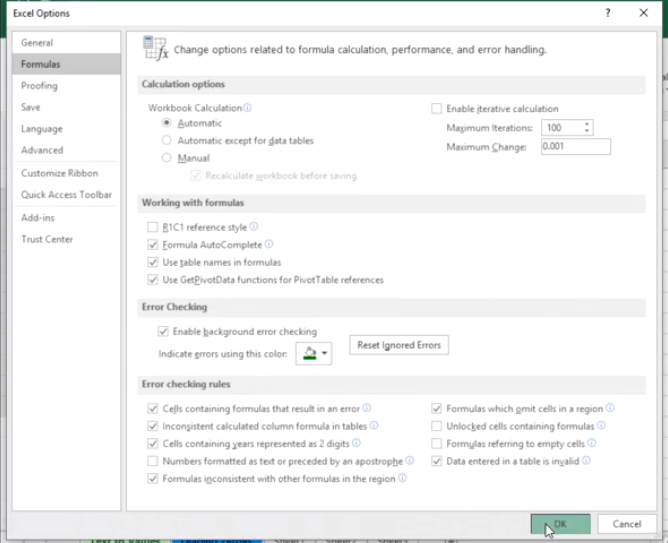 Excel Options
?
General
Formulas
Proofing
Save
Language
Advanced
Customize Ribbon
Quick Access Toolbar
Add-ins
Trust Center
fx Change options related to formula calculation, performance, and error handling.
Calculation options
Workbook Calculation
Automatic
Automatic except for data tables
Manual
Recalculate workbook before saving
Enable iterative calculation
Maximum Iterations: 100
Maximum Change: 0.001
Working with formulas
R1C1 reference style
Formula AutoComplete
Use table names in formulas
Use GetPivotData functions for PivotTable references
Error Checking
Enable background error checking
Indicate errors using this color:
Reset Ignored Errors
Error checking rules
Cells containing formulas that result in an error
Inconsistent calculated column formula in tables
Cells containing years represented as 2 digits
Numbers formatted as text or preceded by an apostrophe
Formulas inconsistent with other formulas in the region
Formulas which omit cells in a region
Unlocked cells containing formulas
Formulas referring to empty cells
Data entered in a table is invalid
OK
Cancel